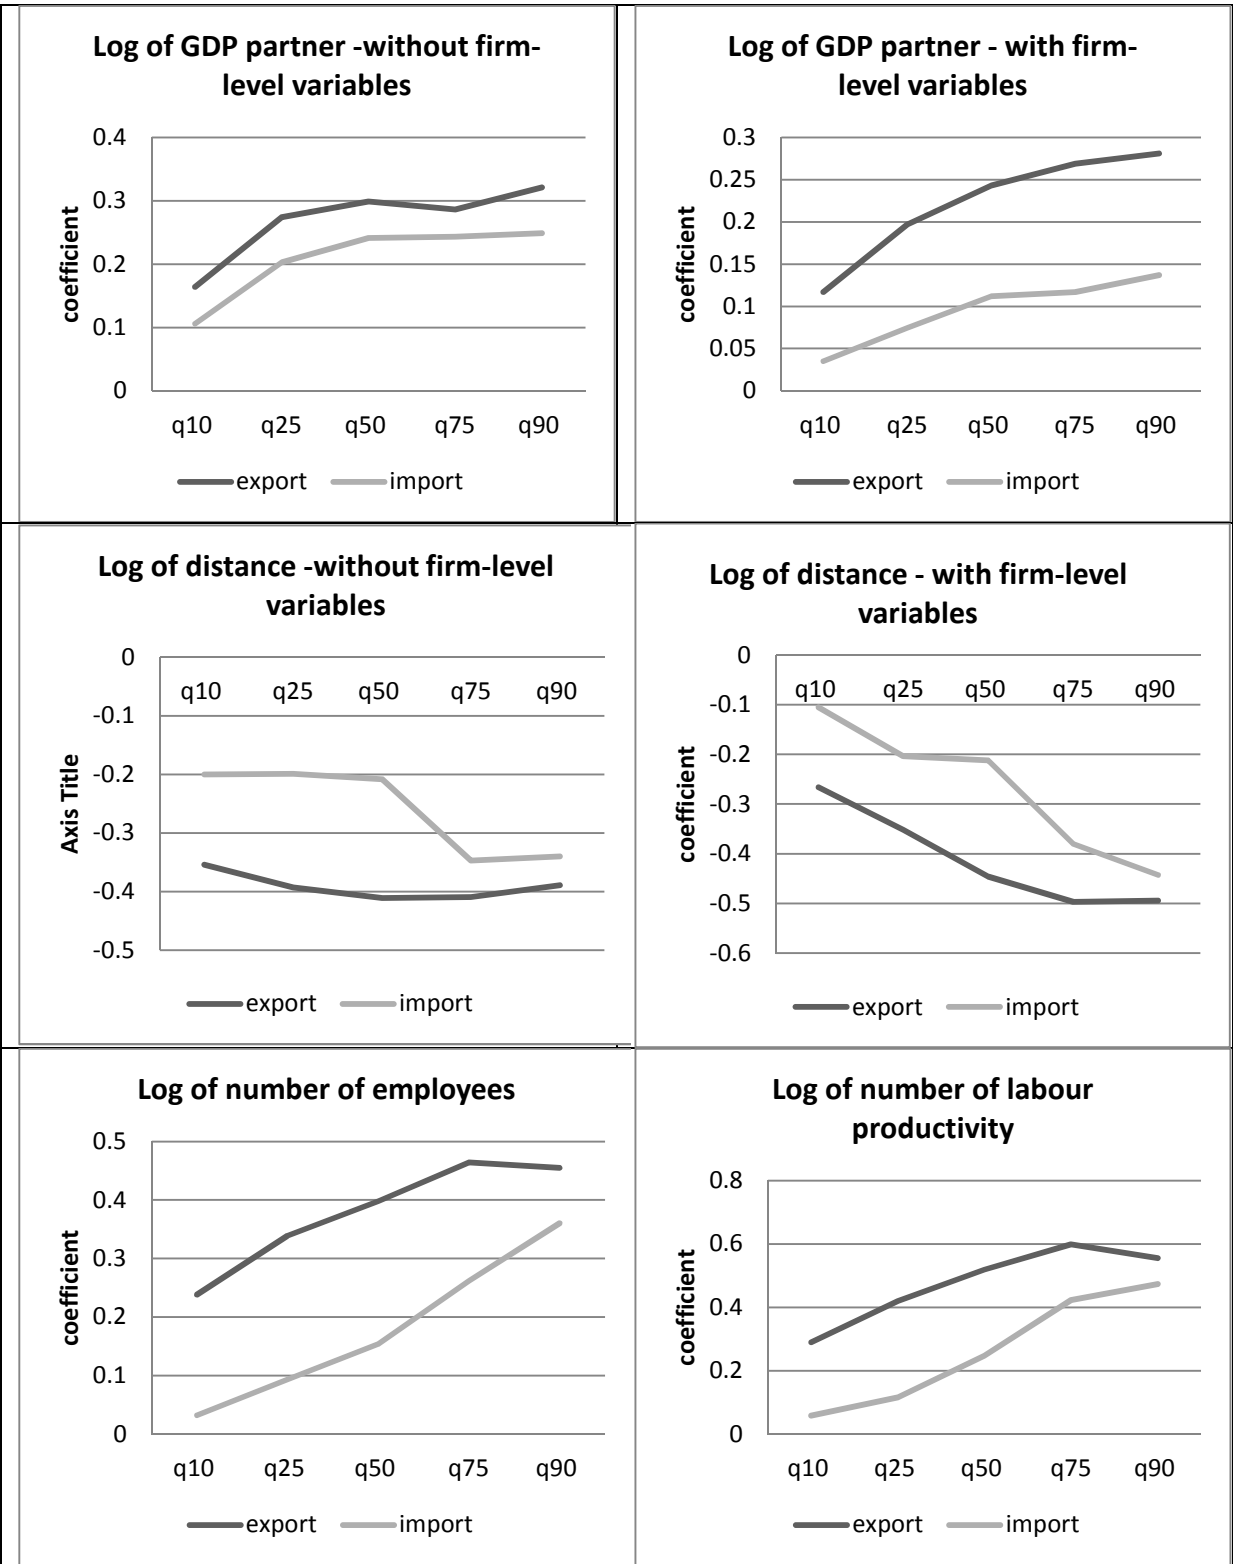 Log of GDP partner -without firm-
level variables
coefficient
0.4
0.3
0.2
0.1
0
q10 q25 q50 q75 q90
export import
Log of GDP partner - with firm-
level variables
coefficient
0.3
0.25
0.2
0.15
0.1
0.05
0
q10 q25 q50 q75 q90
export import
Log of distance -without firm-level
variables
Axis Title
0
q10 q25 q50 q75 q90
-0.1
-0.2
-0.3
-0.4
-0.5
export import
Log of distance - with firm-level
variables
coefficient
0
q10 q25 q50 q75 q90
-0.1
-0.2
-0.3
-0.4
-0.5
-0.6
export import
Log of number of employees
coefficient
0.5
0.4
0.3
0.2
0.1
0
q10 q25 q50 q75 q90
export import
Log of number of labour
productivity
coefficient
0.8
0.6
0.4
0.2
0
q10 q25 q50 q75 q90
export import